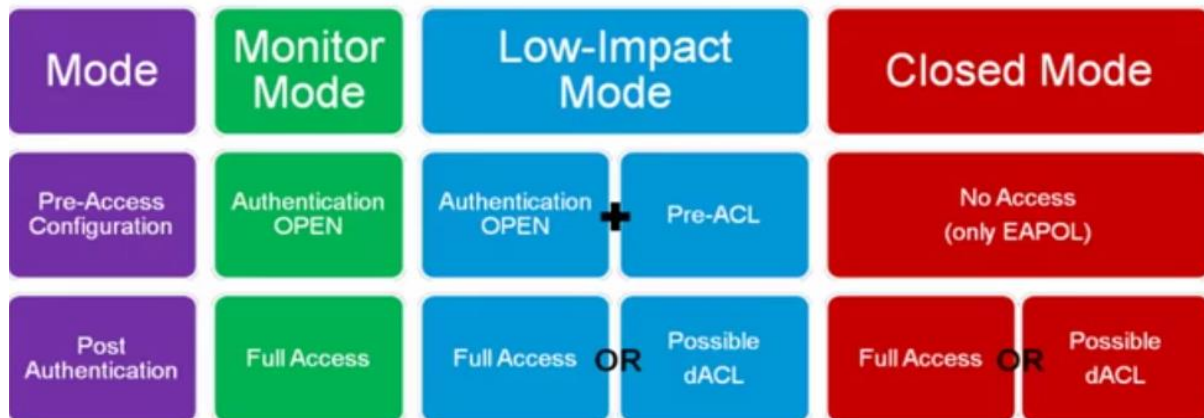 Mode
Monitor
Mode
Low-Impact
Mode
Closed Mode
Pre-Access
Configuration
Authentication
OPEN
Authentication
OPEN
+
Pre-ACL
No Access
(only EAPOL)
Post
Authentication
Full Access
Full Access
OR
Possible
dACL
Full Access
OR
Possible
dACL